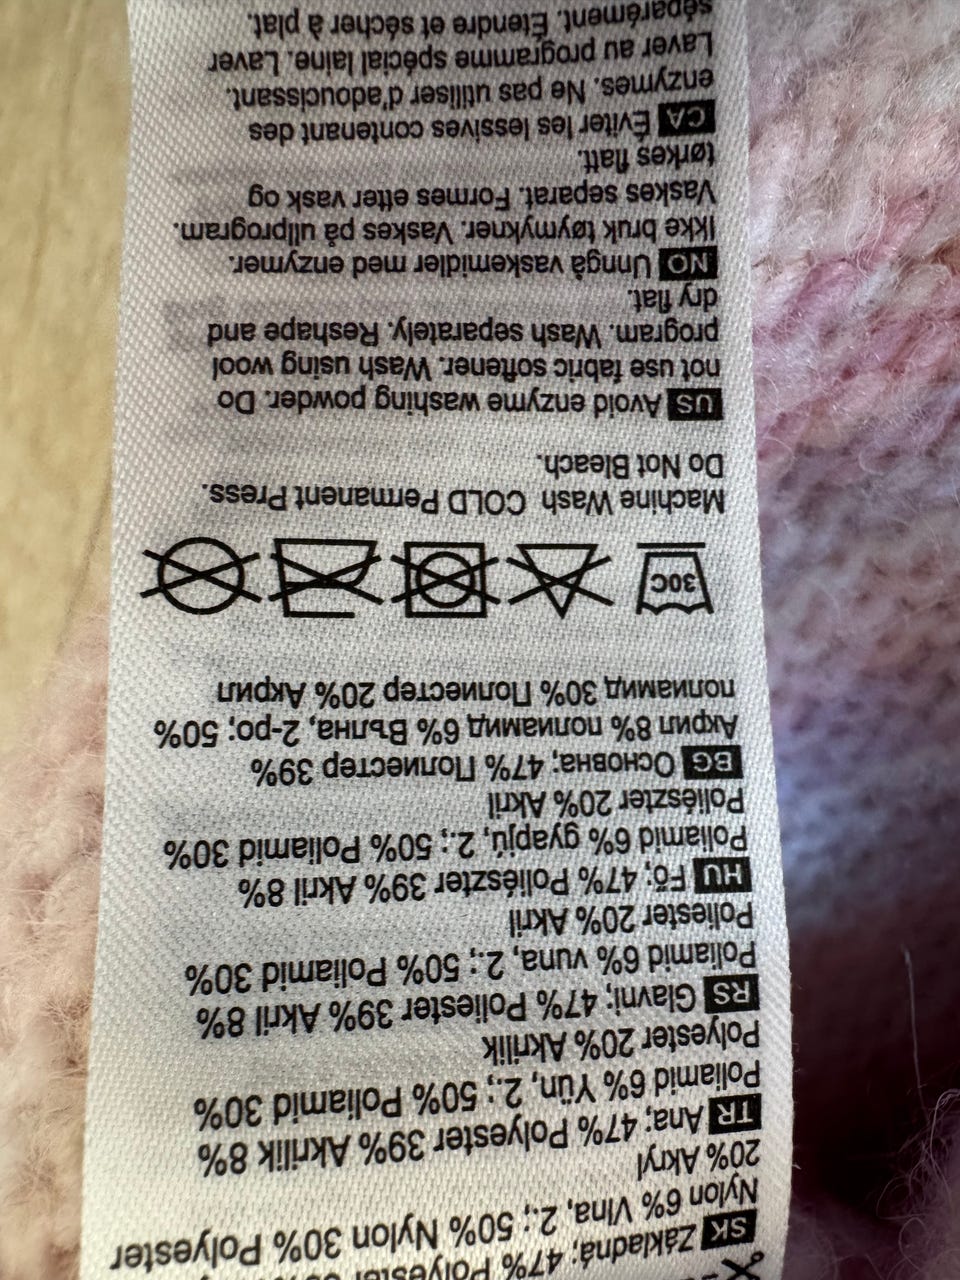 SK Základná; 47% Polyester
Nylon 6% Vlna, 2.; 50% Nylon 30% Polyester
20% Akryl
TR Ana; 47% Polyester 39% Akrilik 8%
Poliamid 6% Yün, 2.; 50% Poliamid 30%
Polyester 20% Akrilik
RS Glavni; 47% Poliester 39% Akril 8%
Poliamid 6% vuna, 2.; 50% Poliamid 30%
Poliester 20% Akril
HU Fő; 47% Poliészter 39% Akril 8%
Poliamid 6% gyapjú, 2.; 50% Poliamid 30%
Poliészter 20% Akril
BG Основна; 47% Полиестер 39%
Акрил 8% полиамид 6% Вълна, 2-ро; 50%
полиамид 30% Полиестер 20% Акрил
30C
Machine Wash COLD Permanent Press.
Do Not Bleach.
US Avoid enzyme washing powder. Do
not use fabric softener. Wash using wool
program. Wash separately. Reshape and
dry flat.
NO Unngå vaskemidler med enzymer.
Ikke bruk tøymykner. Vaskes på ullprogram.
Vaskes separat. Formes etter vask og
tørkes flatt.
CA Éviter les lessives contenant des
enzymes. Ne pas utiliser d'adoucissant.
Laver au programme spécial laine. Laver
séparément. Étendre et sécher à plat.